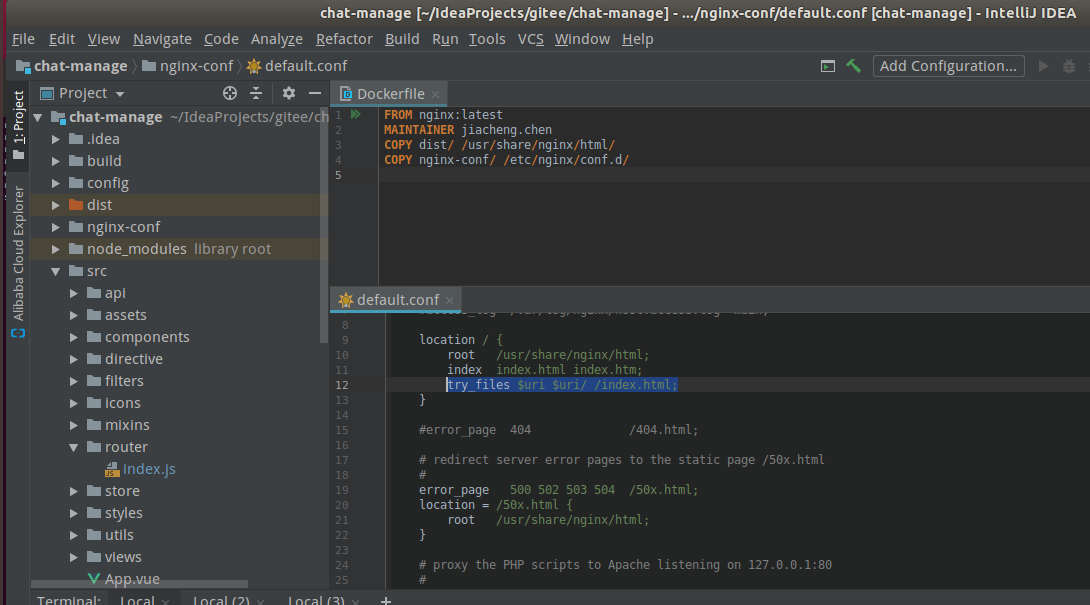 chat-manage [~/IdeaProjects/gitee/chat-manage] - .../nginx-conf/default.conf [chat-manage] - IntelliJ IDEA
File Edit View Navigate Code Analyze Refactor Build Run Tools VCS Window Help
chat-manage nginx-conf default.conf Add Configuration...
1: Project
Alibaba Cloud Explorer
Project
chat-manage ~/IdeaProjects/gitee/ch
.idea
build
config
dist
nginx-conf
node_modules library root
src
api
assets
components
directive
filters
icons
mixins
router
JS index.js
store
styles
utils
views
App.vue
Dockerfile ×
1 FROM nginx:latest
2 MAINTAINER jiacheng.chen
3 COPY dist/ /usr/share/nginx/html/
4 COPY nginx-conf/ /etc/nginx/conf.d/
5
default.conf ×
8
9 location / {
10 root /usr/share/nginx/html;
11 index index.html index.htm;
12 try_files $uri $uri/ /index.html;
13 }
14
15 #error_page 404 /404.html;
16
17 # redirect server error pages to the static page /50x.html
18 #
19 error_page 500 502 503 504 /50x.html;
20 location = /50x.html {
21 root /usr/share/nginx/html;
22 }
23
24 # proxy the PHP scripts to Apache listening on 127.0.0.1:80
25 #
Terminal: Local × Local (2) × Local (3) × +